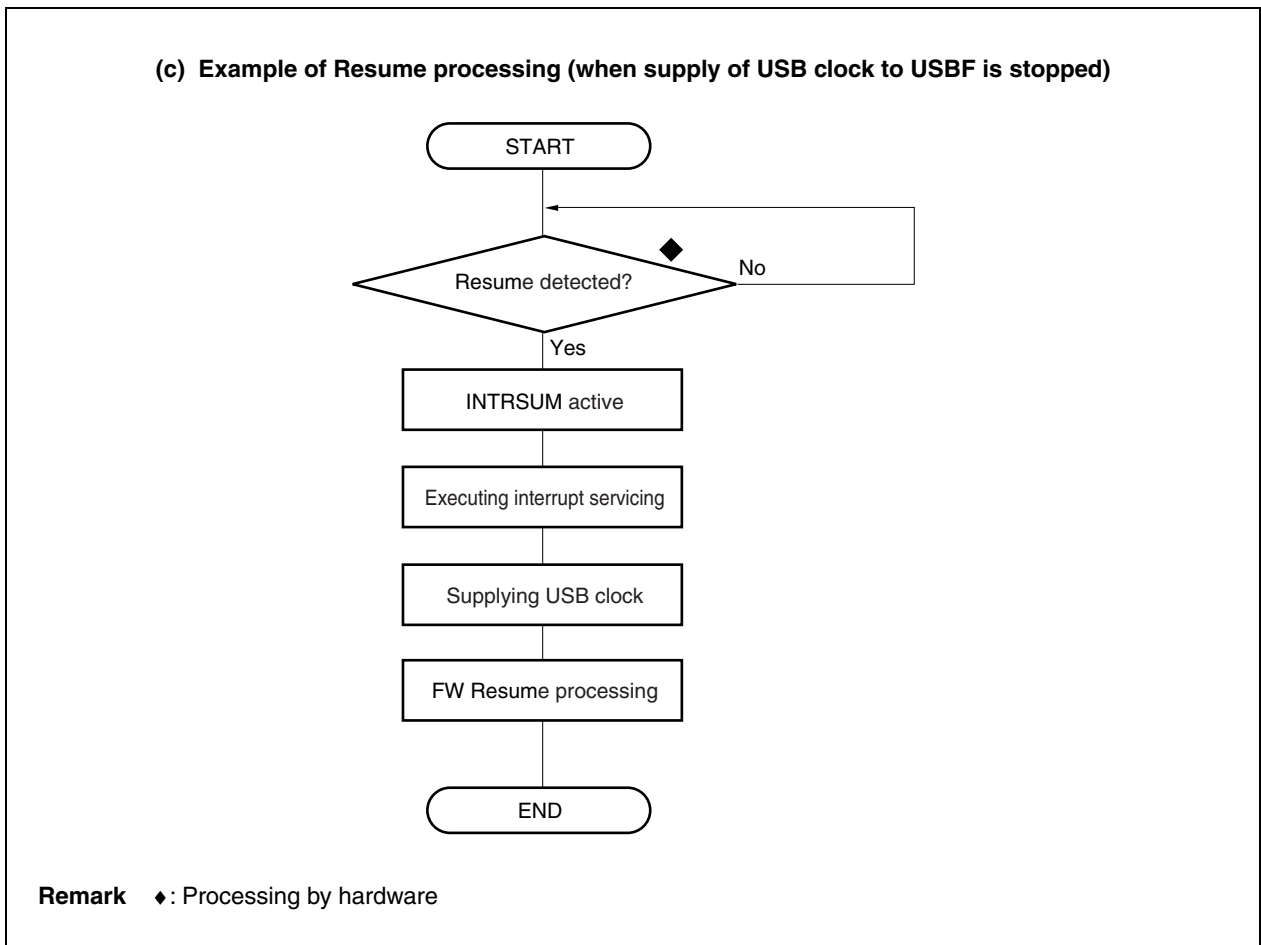 (c) Example of Resume processing (when supply of USB clock to USBF is stopped)
START
Resume detected?
No
Yes
INTRSUM active
Executing interrupt servicing
Supplying USB clock
FW Resume processing
END
Remark ♦: Processing by hardware